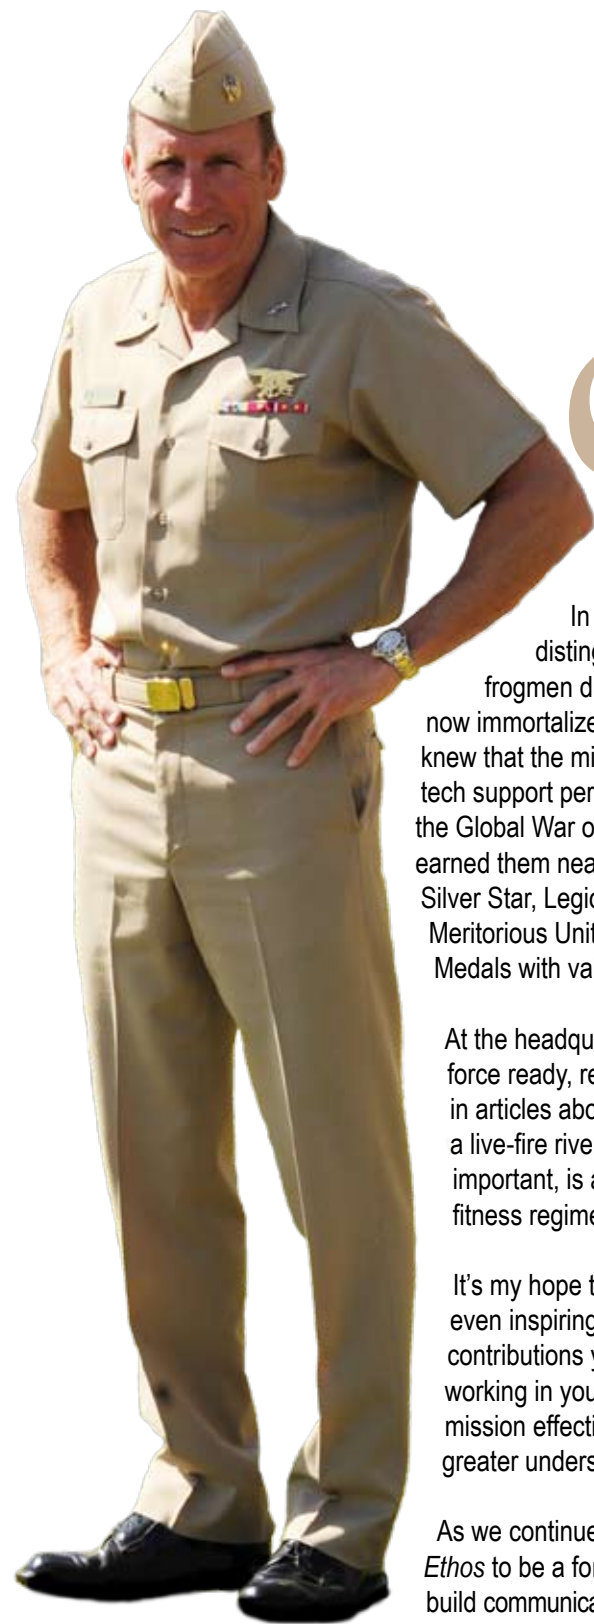 In
disting
frogmen d
now immortalize
knew that the mi
tech support per
the Global War o
earned them nea
Silver Star, Legio
Meritorious Unit
Medals with va
At the headqua
force ready, re
in articles abo
a live-fire rive
important, is a
fitness regime
It’s my hope t
even inspiring
contributions y
working in you
mission effecti
greater unders
As we continue
Ethos to be a for
build communica